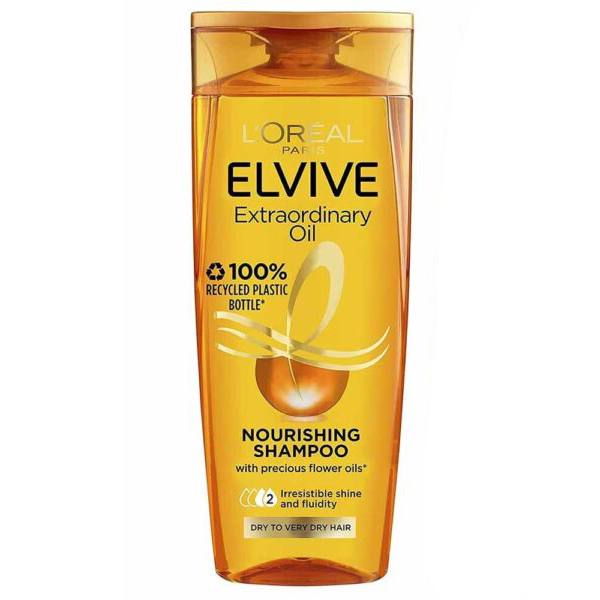 L'ORÉAL
PARIS
ELVIVE
Extraordinary
Oil
100%
RECYCLED PLASTIC
BOTTLE*
NOURISHING
SHAMPOO
with precious flower oils*
2 Irresistible shine
and fluidity
DRY TO VERY DRY HAIR